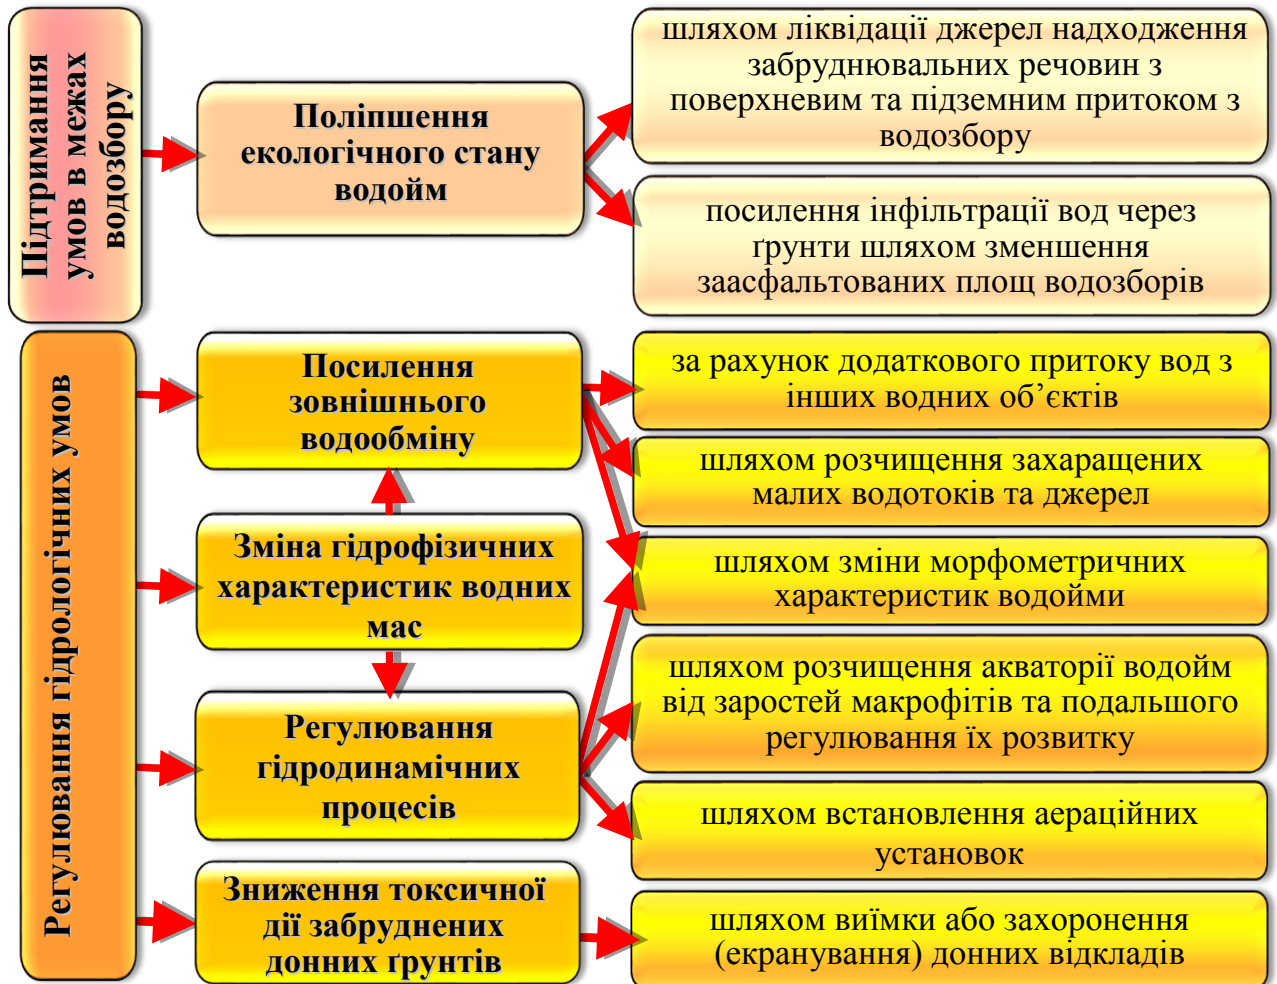 Підтримання
умов в межах
водозбору
Поліпшення
екологічного стану
водойм
шляхом ліквідації джерел надходження
забруднювальних речовин з
поверхневим та підземним притоком з
водозбору
посилення інфільтрації вод через
ґрунти шляхом зменшення
заасфальтованих площ водозборів
Регулювання гідрологічних умов
Посилення
зовнішнього
водообміну
за рахунок додаткового притоку вод з
інших водних об’єктів
шляхом розчищення захаращених
малих водотоків та джерел
Зміна гідрофізичних
характеристик водних
мас
шляхом зміни морфометричних
характеристик водойми
Регулювання
гідродинамічних
процесів
шляхом розчищення акваторії водойм
від заростей макрофітів та подальшого
регулювання їх розвитку
шляхом встановлення аераційних
установок
Зниження токсичної
дії забруднених
донних ґрунтів
шляхом виїмки або захоронення
(екранування) донних відкладів